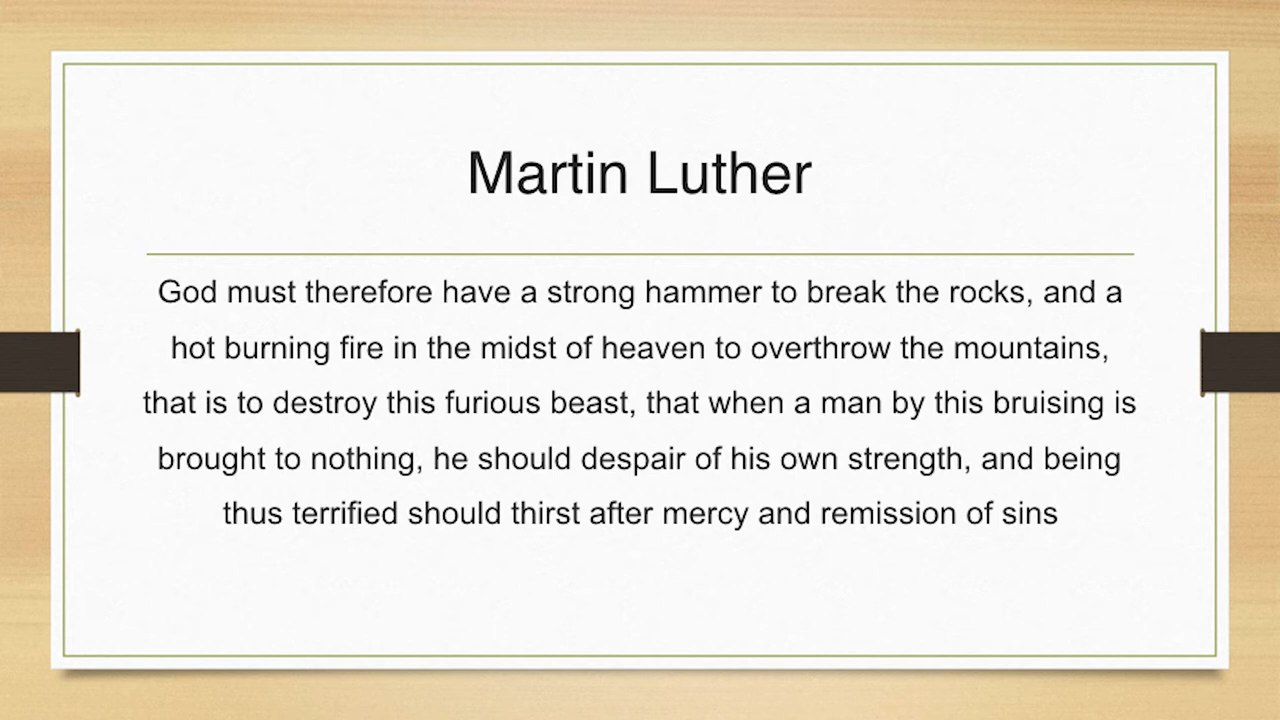 Martin Luther
God must therefore have a strong hammer to break the rocks, and a
hot burning fire in the midst of heaven to overthrow the mountains,
that is to destroy this furious beast, that when a man by this bruising is
brought to nothing, he should despair of his own strength, and being
thus terrified should thirst after mercy and remission of sins